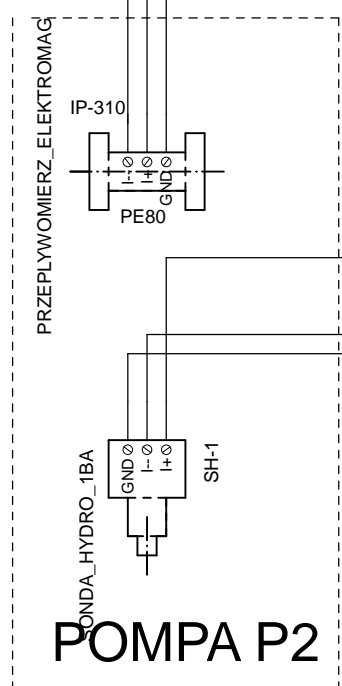 PRZEPLYWOMIERZ_ELEKTROMAG
IP-310
I--
I+
GND
PE80
GND
I--
I+
SH-1
SONDA_HYDRO_1BA
POMPA P2